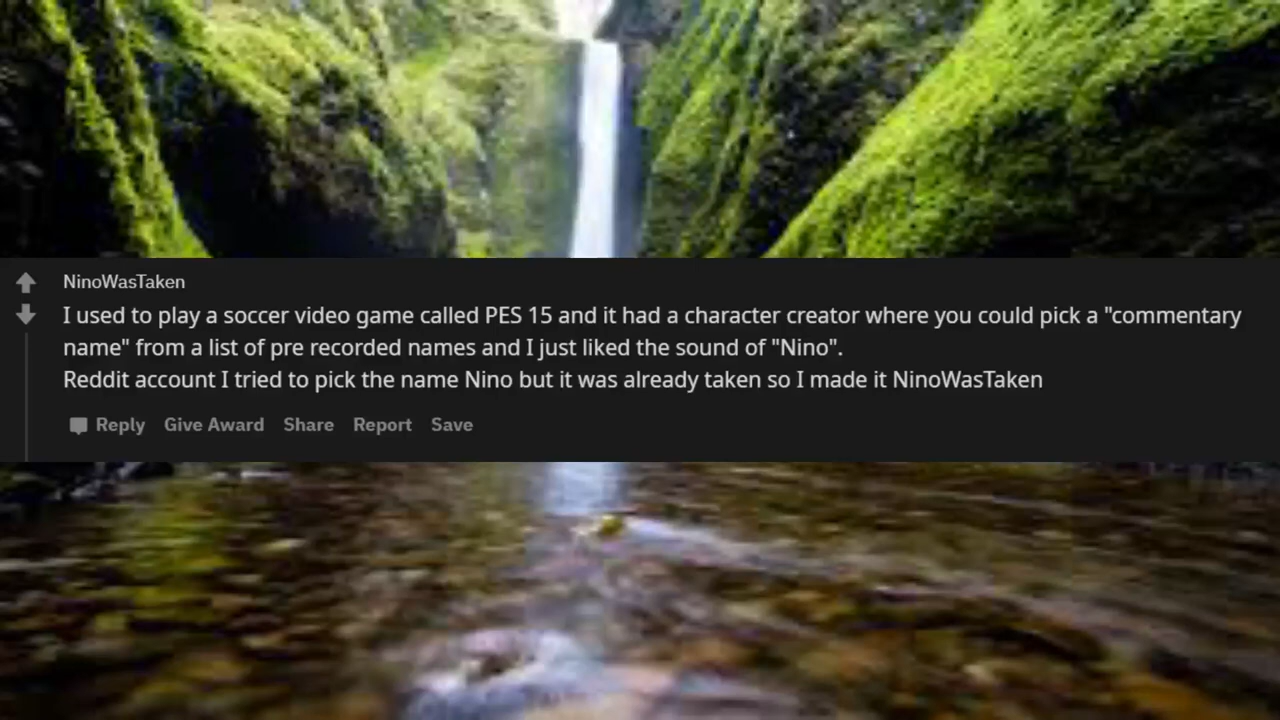 NinoWasTaken
I used to play a soccer video game called PES 15 and it had a character creator where you could pick a "commentary
name" from a list of pre recorded names and I just liked the sound of "Nino".
Reddit account I tried to pick the name Nino but it was already taken so I made it NinoWasTaken
Reply Give Award Share Report Save